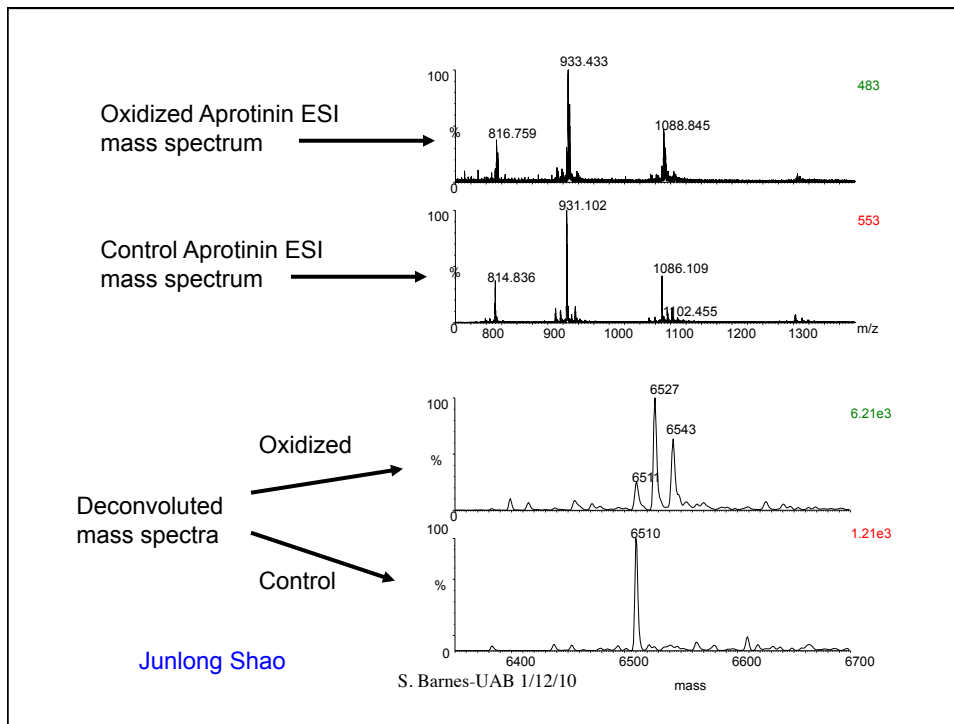 933.433
100
483
Oxidized Aprotinin ESI
mass spectrum
%
816.759
1088.845
0
931.102
100
553
Control Aprotinin ESI
mass spectrum
%
814.836
1086.109
1102.455
0
800 900 1000 1100 1200 1300 m/z
6527
100
6.21e3
Oxidized
6543
%
6511
Deconvoluted
mass spectra
0
6510
100
1.21e3
Control
%
0
6400 6500 6600 6700
mass
Junlong Shao
S. Barnes-UAB 1/12/10